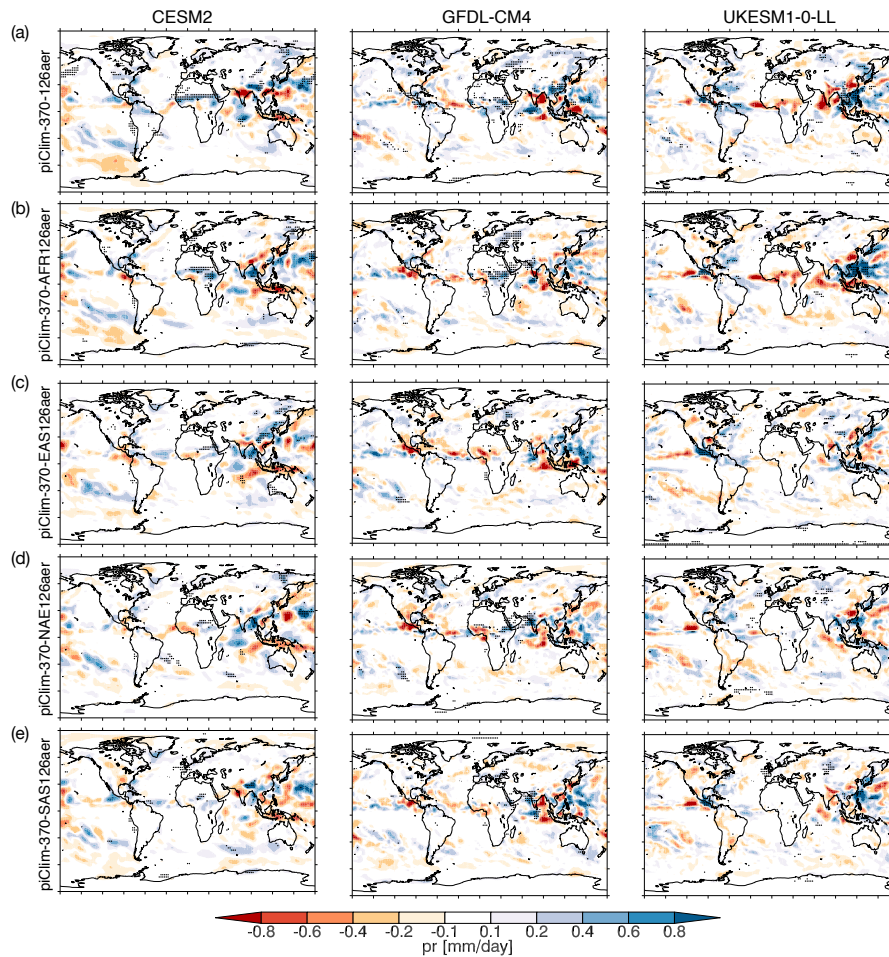 CESM2 GFDL-CM4 UKESM1-0-LL
(a)
piClim-370-126aer
(b)
piClim-370-AFR126aer
(c)
piClim-370-EAS126aer
(d)
piClim-370-NAE126aer
(e)
piClim-370-SAS126aer
-0.8 -0.6 -0.4 -0.2 -0.1 0.1 0.2 0.4 0.6 0.8
pr [mm/day]